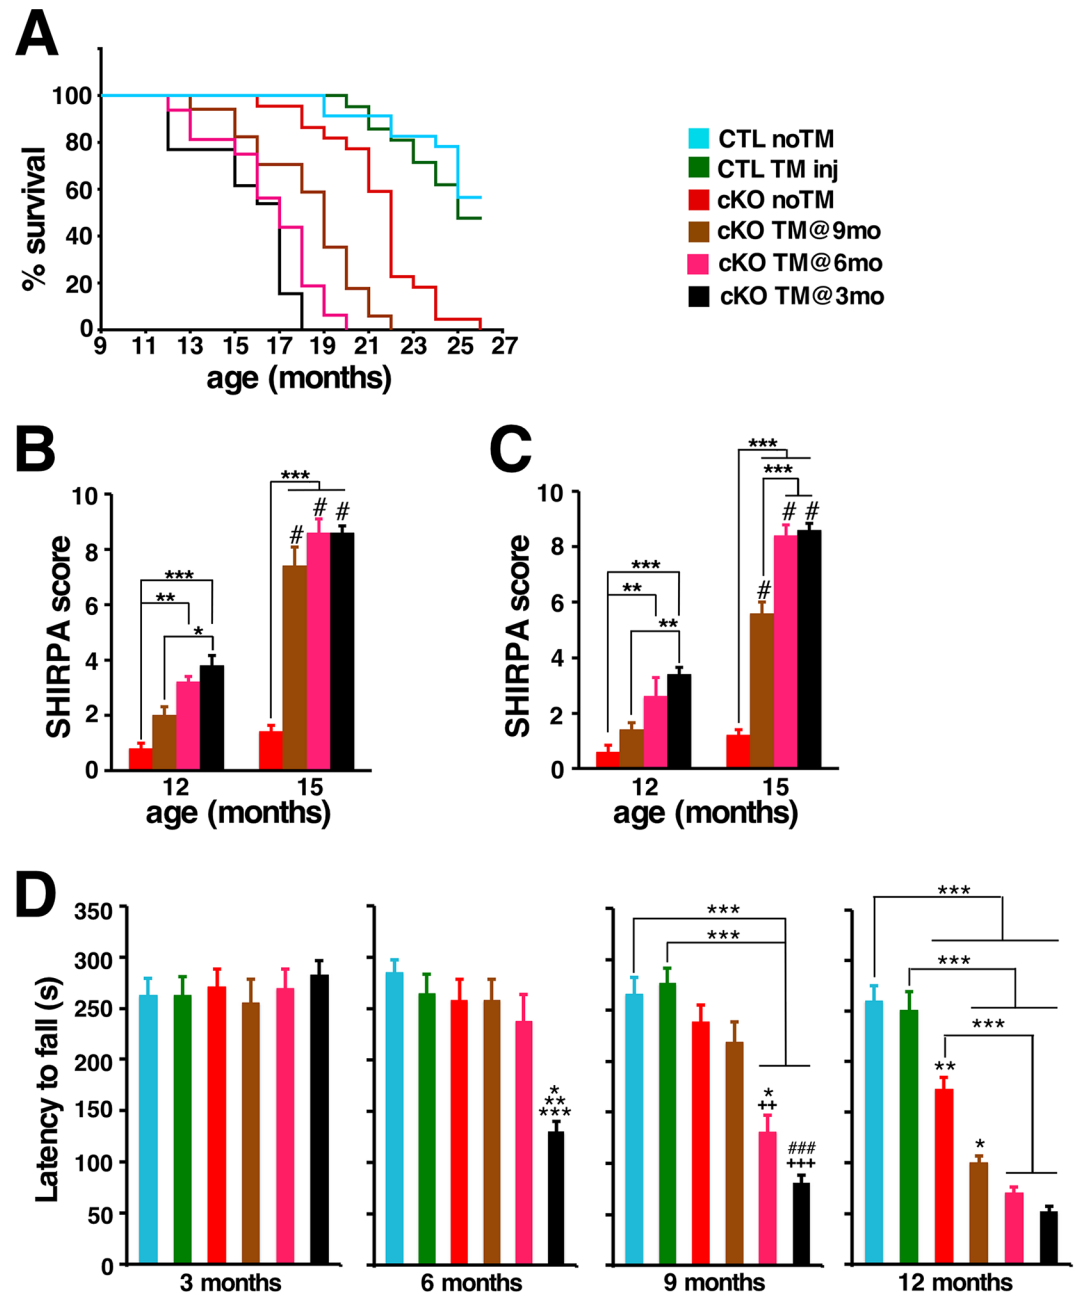 A
100
80
60
40
20
0
% survival
9 11 13 15 17 19 21 23 25 27
age (months)
CTL noTM
CTL TM inj
cKO noTM
cKO TM@9mo
cKO TM@6mo
cKO TM@3mo
B
10
8
6
4
2
0
SHIRPA score
***
**
*
***
# # #
12 15
age (months)
C
10
8
6
4
2
0
SHIRPA score
***
**
**
***
***
# # #
12 15
age (months)
D
350
300
250
200
150
100
50
0
Latency to fall (s)
3 months
*
**
***
6 months
***
***
*
++
###
+++
9 months
***
***
***
**
*
12 months